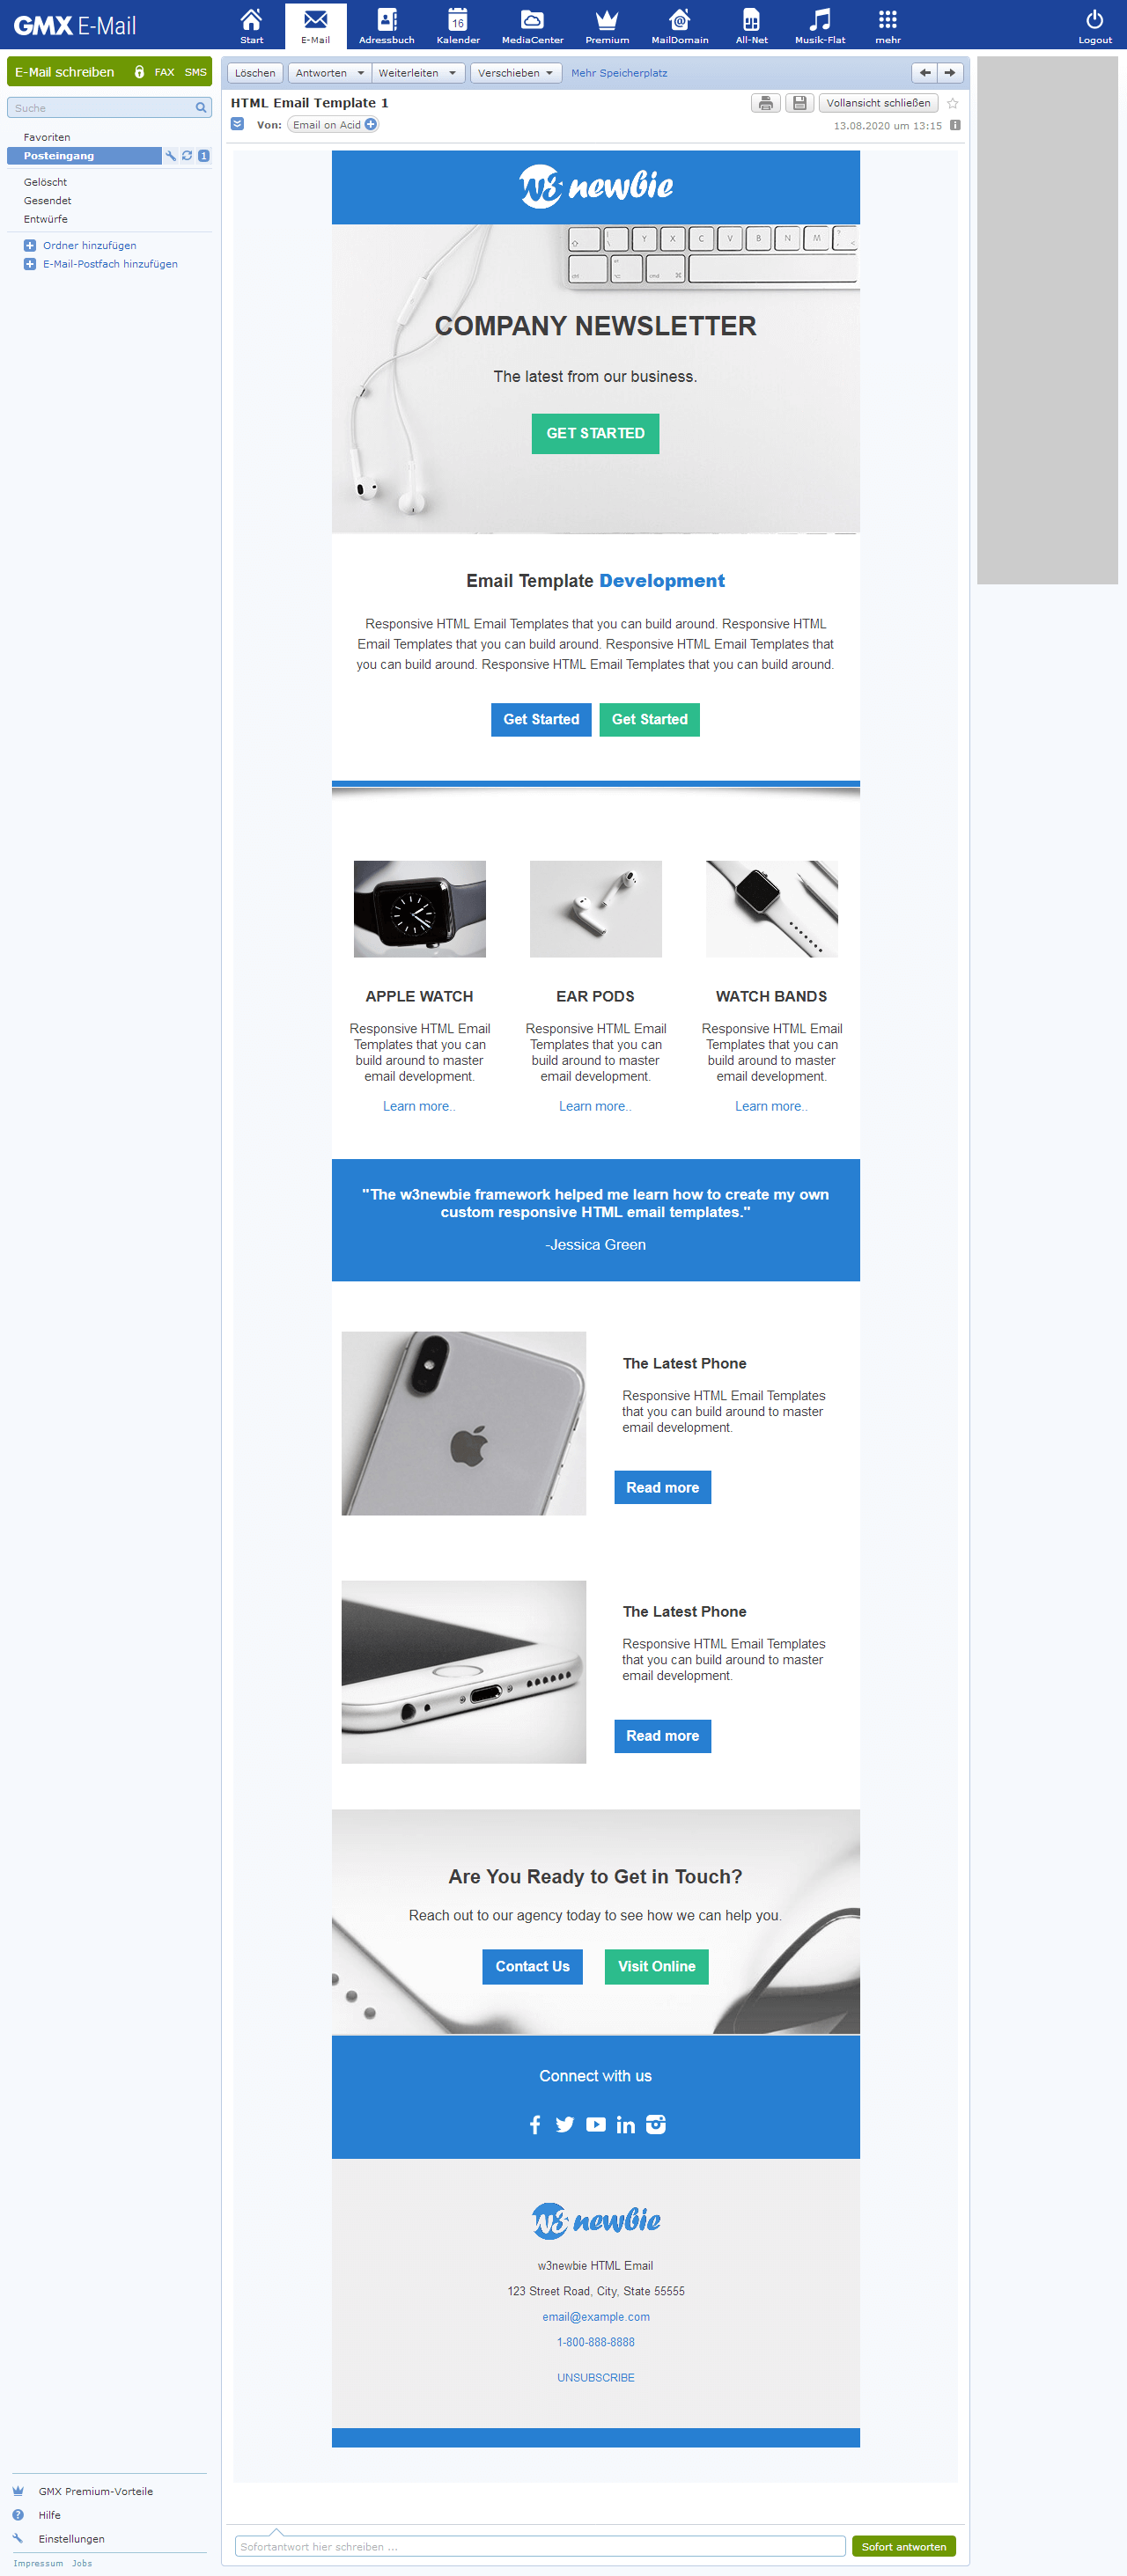 GMX E-Mail
Start
E-Mail
Adressbuch
16
Kalender
MediaCenter
Premium
MailDomain
All-Net
Musik-Flat
mehr
Logout
E-Mail schreiben FAX SMS
Suche
Favoriten
Posteingang 1
Gelöscht
Gesendet
Entwürfe
Ordner hinzufügen
E-Mail-Postfach hinzufügen
Löschen Antworten Weiterleiten Verschieben Mehr Speicherplatz
HTML Email Template 1
Vollansicht schließen
Von: Email on Acid
13.08.2020 um 13:15
w3 newbie
Y X C V B N M
ctrl alt cmd
COMPANY NEWSLETTER
The latest from our business.
GET STARTED
Email Template Development
Responsive HTML Email Templates that you can build around. Responsive HTML
Email Templates that you can build around. Responsive HTML Email Templates that
you can build around. Responsive HTML Email Templates that you can build around.
Get Started Get Started
APPLE WATCH
Responsive HTML Email
Templates that you can
build around to master
email development.
Learn more..
EAR PODS
Responsive HTML Email
Templates that you can
build around to master
email development.
Learn more..
WATCH BANDS
Responsive HTML Email
Templates that you can
build around to master
email development.
Learn more..
"The w3newbie framework helped me learn how to create my own
custom responsive HTML email templates."
-Jessica Green
The Latest Phone
Responsive HTML Email Templates
that you can build around to master
email development.
Read more
The Latest Phone
Responsive HTML Email Templates
that you can build around to master
email development.
Read more
Are You Ready to Get in Touch?
Reach out to our agency today to see how we can help you.
Contact Us Visit Online
Connect with us
w3 newbie
w3newbie HTML Email
123 Street Road, City, State 55555
email@example.com
1-800-888-8888
UNSUBSCRIBE
GMX Premium-Vorteile
Hilfe
Einstellungen
Impressum Jobs
Sofortantwort hier schreiben ...
Sofort antworten